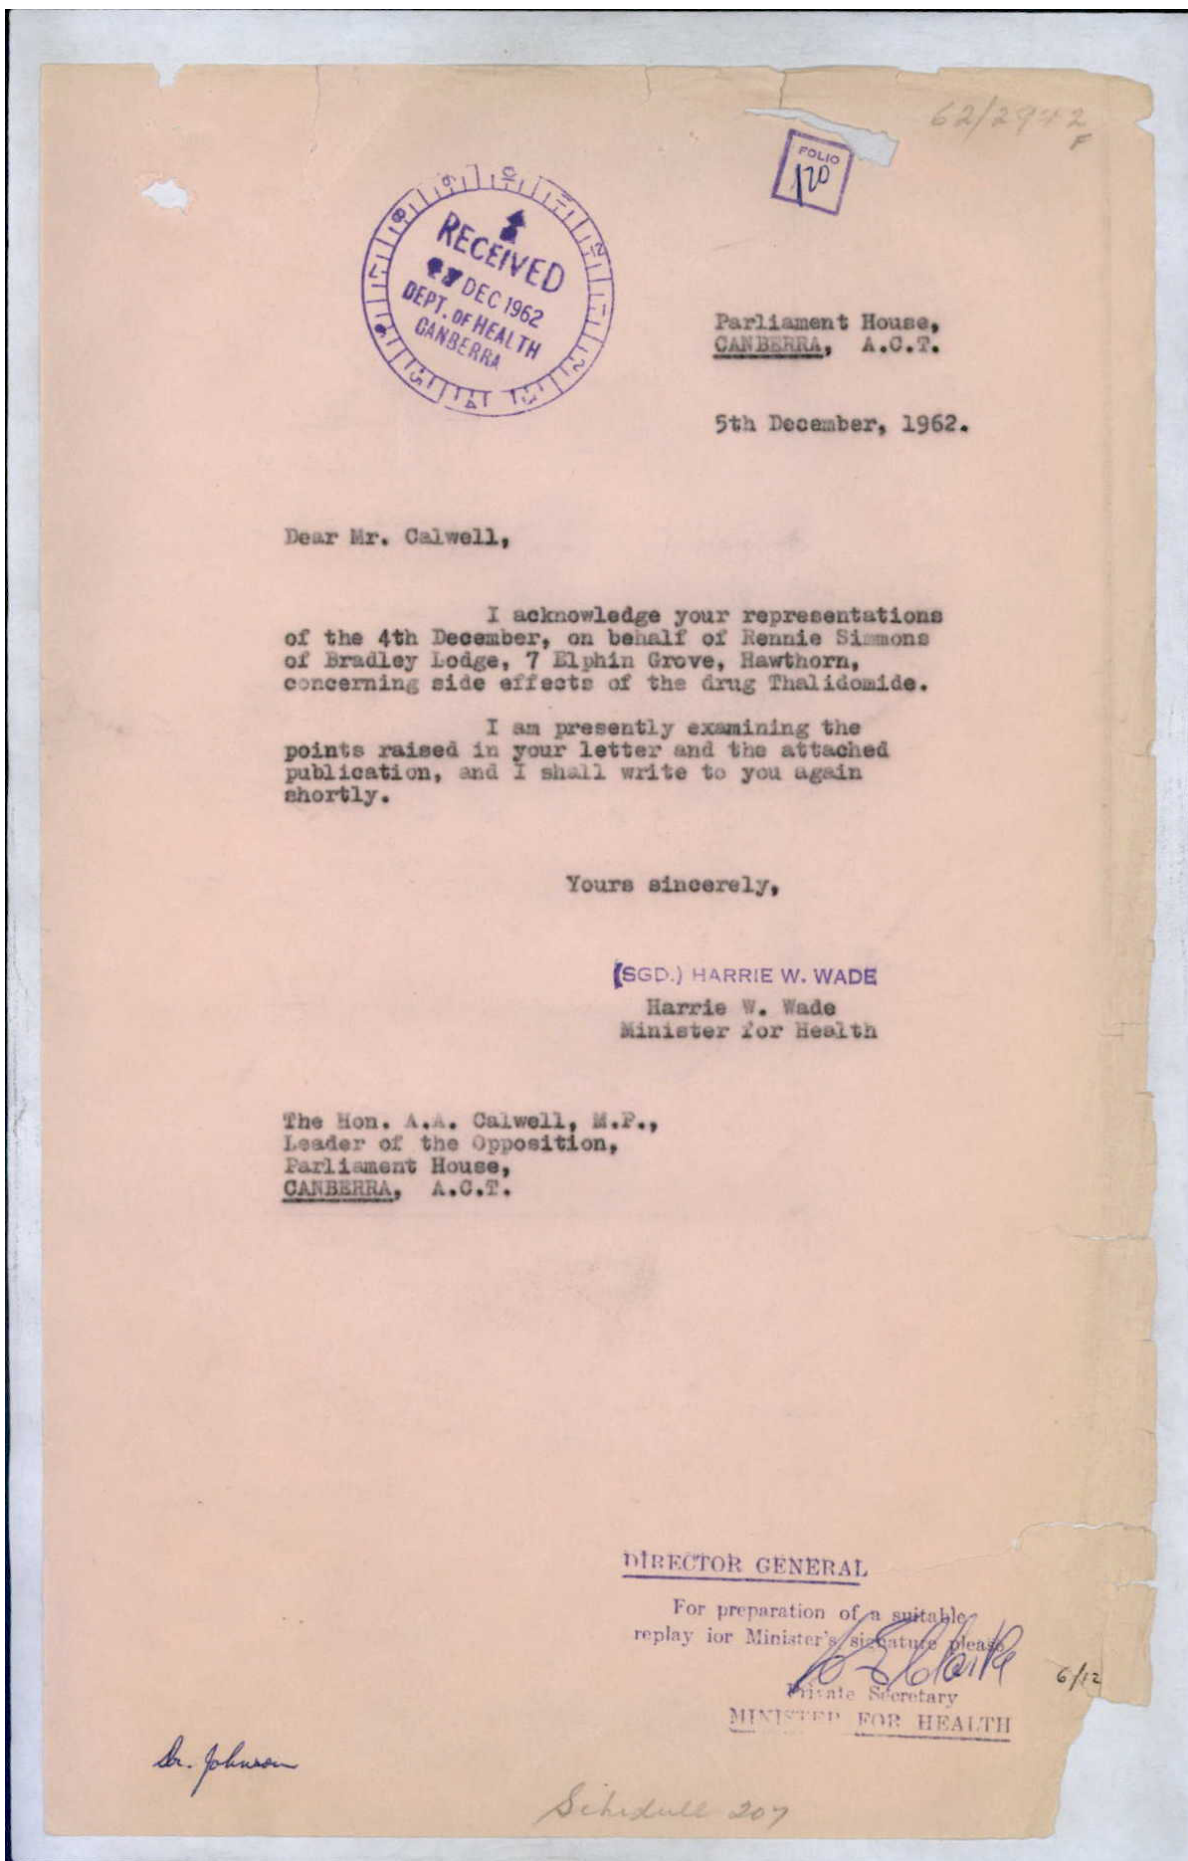 62/2942
F
FOLIO
120
RECEIVED
DEC 1962
DEPT. OF HEALTH
CANBERRA
Parliament House,
CANBERRA, A.C.T.
5th December, 1962.
Dear Mr. Calwell,
I acknowledge your representations
of the 4th December, on behalf of Rennie Simmons
of Bradley Lodge, 7 Elphin Grove, Hawthorn,
concerning side effects of the drug Thalidomide.
I am presently examining the
points raised in your letter and the attached
publication, and I shall write to you again
shortly.
Yours sincerely,
(SGD.) HARRIE W. WADE
Harrie W. Wade
Minister for Health
The Hon. A.A. Calwell, M.P.,
Leader of the Opposition,
Parliament House,
CANBERRA, A.C.T.
DIRECTOR GENERAL
For preparation of a suitable
replay ior Minister's signature please
Clarke
6/12
Private Secretary
MINISTER FOR HEALTH
Dr. Johnson
Schedule 207